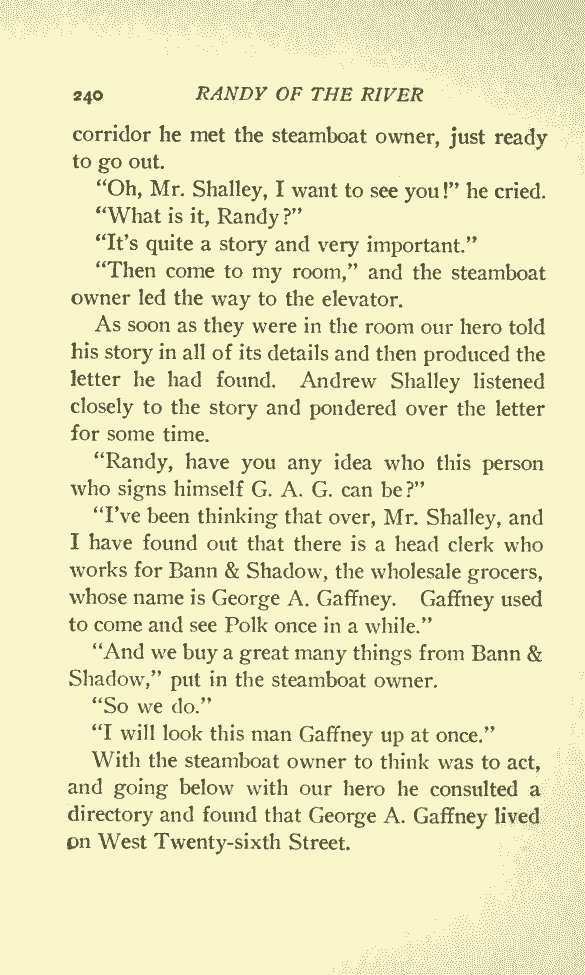 240 RANDY OF THE RIVER
corridor he met the steamboat owner, just ready
to go out.
“Oh, Mr. Shalley, I want to see you!” he cried.
“What is it, Randy?”
“It’s quite a story and very important.”
“Then come to my room,” and the steamboat
owner led the way to the elevator.
As soon as they were in the room our hero told
his story in all of its details and then produced the
letter he had found. Andrew Shalley listened
closely to the story and pondered over the letter
for some time.
“Randy, have you any idea who this person
who signs himself G. A. G. can be?”
“I’ve been thinking that over, Mr. Shalley, and
I have found out that there is a head clerk who
works for Bann & Shadow, the wholesale grocers,
whose name is George A. Gaffney. Gaffney used
to come and see Polk once in a while.”
“And we buy a great many things from Bann &
Shadow,” put in the steamboat owner.
“So we do.”
“I will look this man Gaffney up at once.”
With the steamboat owner to think was to act,
and going below with our hero he consulted a
directory and found that George A. Gaffney lived
on West Twenty-sixth Street.